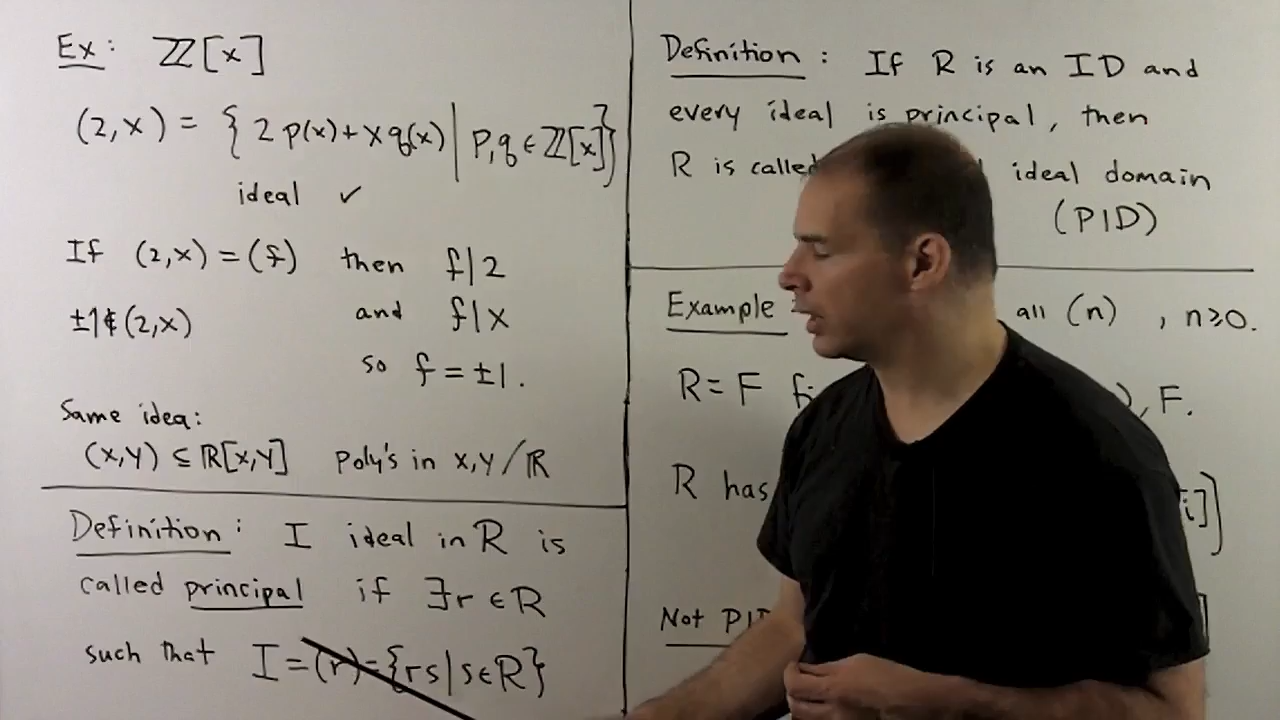 Ex: ℤ[x]
(2,x) = { 2p(x)+xq(x) | p,q ∈ ℤ[x]}
ideal ✓
If (2,x) = (f) then f|2
±1∉(2,x) and f|x
so f = ±1.
Same idea:
(x,y) ⊆ ℝ[x,y] poly's in x,y/ℝ
Definition: I ideal in R is
called principal if ∃r ∈ R
such that I = (r) = {rs | s∈R}
Definition: If R is an ID and
every ideal is principal, then
R is called ideal domain
(PID)
Example all (n), n≥0.
R = F ), F.
R has i])
Not PID ]